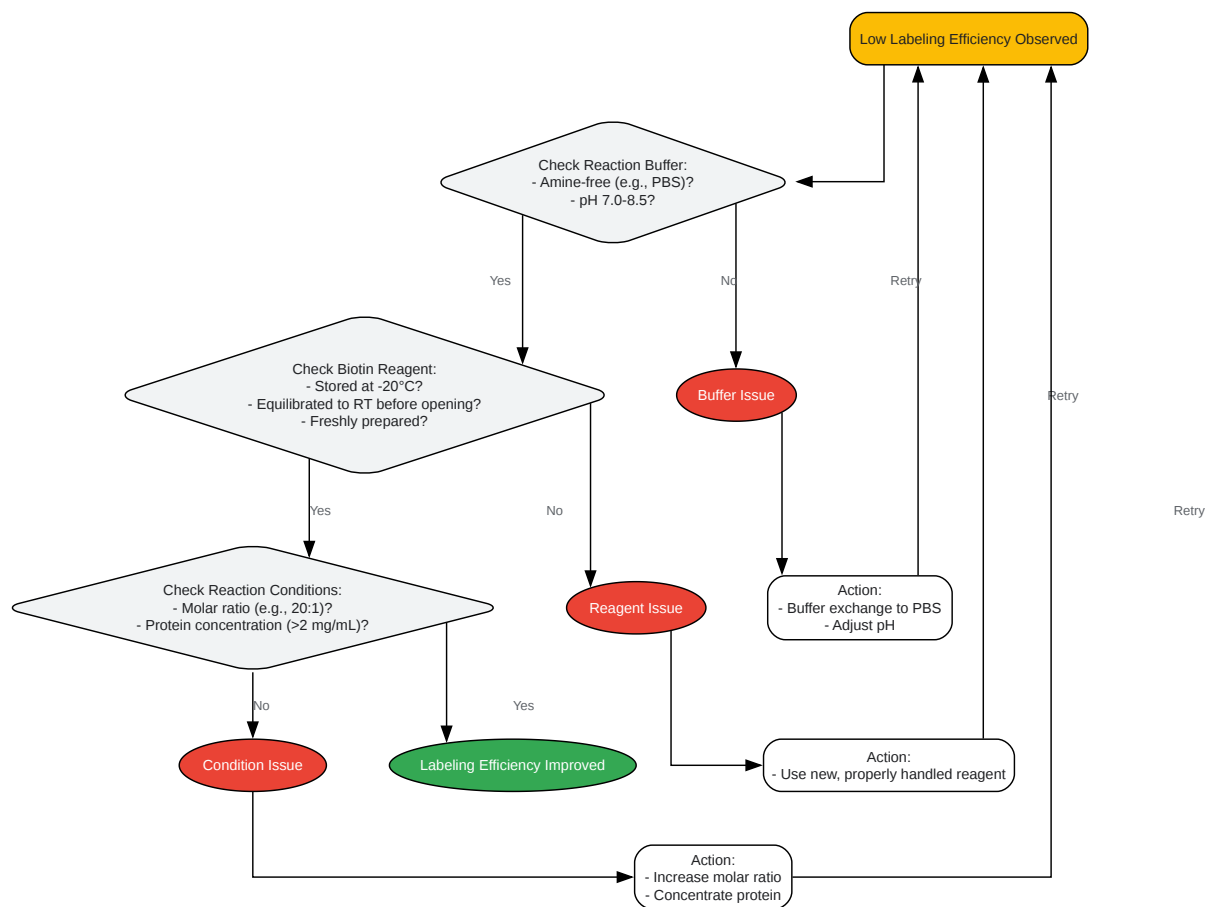 Low Labeling Efficiency Observed
Check Reaction Buffer:
- Amine-free (e.g., PBS)?
- pH 7.0-8.5?
Yes
No
Retry
Check Biotin Reagent:
- Stored at -20°C?
- Equilibrated to RT before opening?
- Freshly prepared?
Buffer Issue
Retry
Yes
No
Retry
Check Reaction Conditions:
- Molar ratio (e.g., 20:1)?
- Protein concentration (>2 mg/mL)?
Reagent Issue
Action:
- Buffer exchange to PBS
- Adjust pH
No
Yes
Condition Issue
Labeling Efficiency Improved
Action:
- Use new, properly handled reagent
Action:
- Increase molar ratio
- Concentrate protein